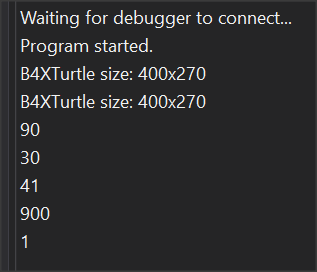 Waiting for debugger to connect...
Program started.
B4XTurtle size: 400x270
B4XTurtle size: 400x270
90
30
41
900
1